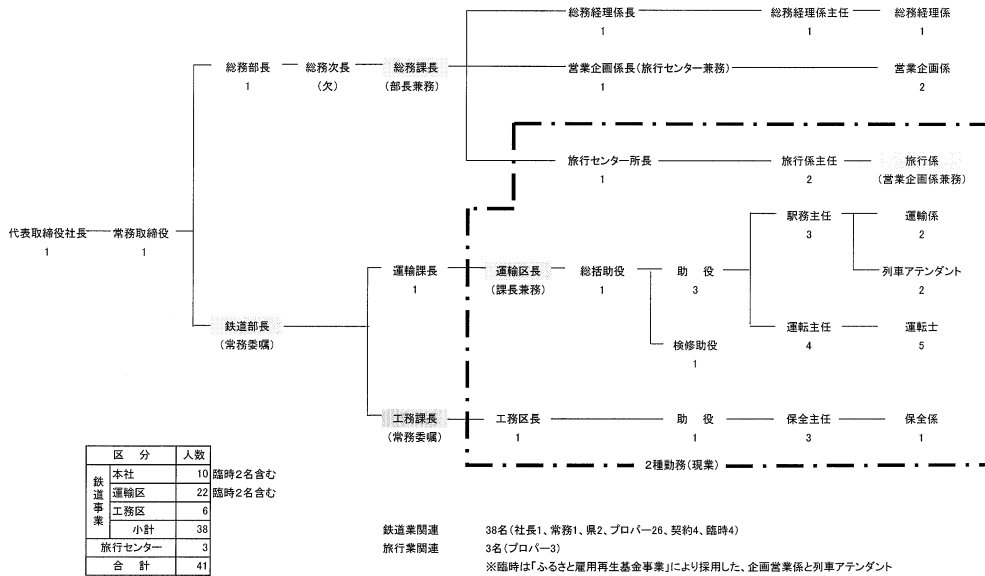 総務経理係長 総務経理係主任 総務経理係
1 1 1
総務部長 総務次長 総務課長 営業企画係長(旅行センター兼務) 営業企画係
1 (欠) (部長兼務) 1 2
旅行センター所長 旅行係主任 旅行係
1 2 (営業企画係兼務)
駅務主任 運輸係
3 2
代表取締役社長 常務取締役
1 1
運輸課長 運輸区長 総括助役 助 役 列車アテンダント
1 (課長兼務) 1 3 2
鉄道部長 運転主任 運転士
(常務委嘱) 4 5
検修助役
1
工務課長 工務区長 助 役 保全主任 保全係
(常務委嘱) 1 1 3 1
2種勤務(現業)
区 分 人数
鉄道事業
本社 10 臨時2名含む
運輸区 22 臨時2名含む
工務区 6
小計 38
旅行センター 3
合 計 41
鉄道業関連 38名(社長1、常務1、県2、プロパー26、契約4、臨時4)
旅行業関連 3名(プロパー3)
※臨時は「ふるさと雇用再生基金事業」により採用した、企画営業係と列車アテンダント